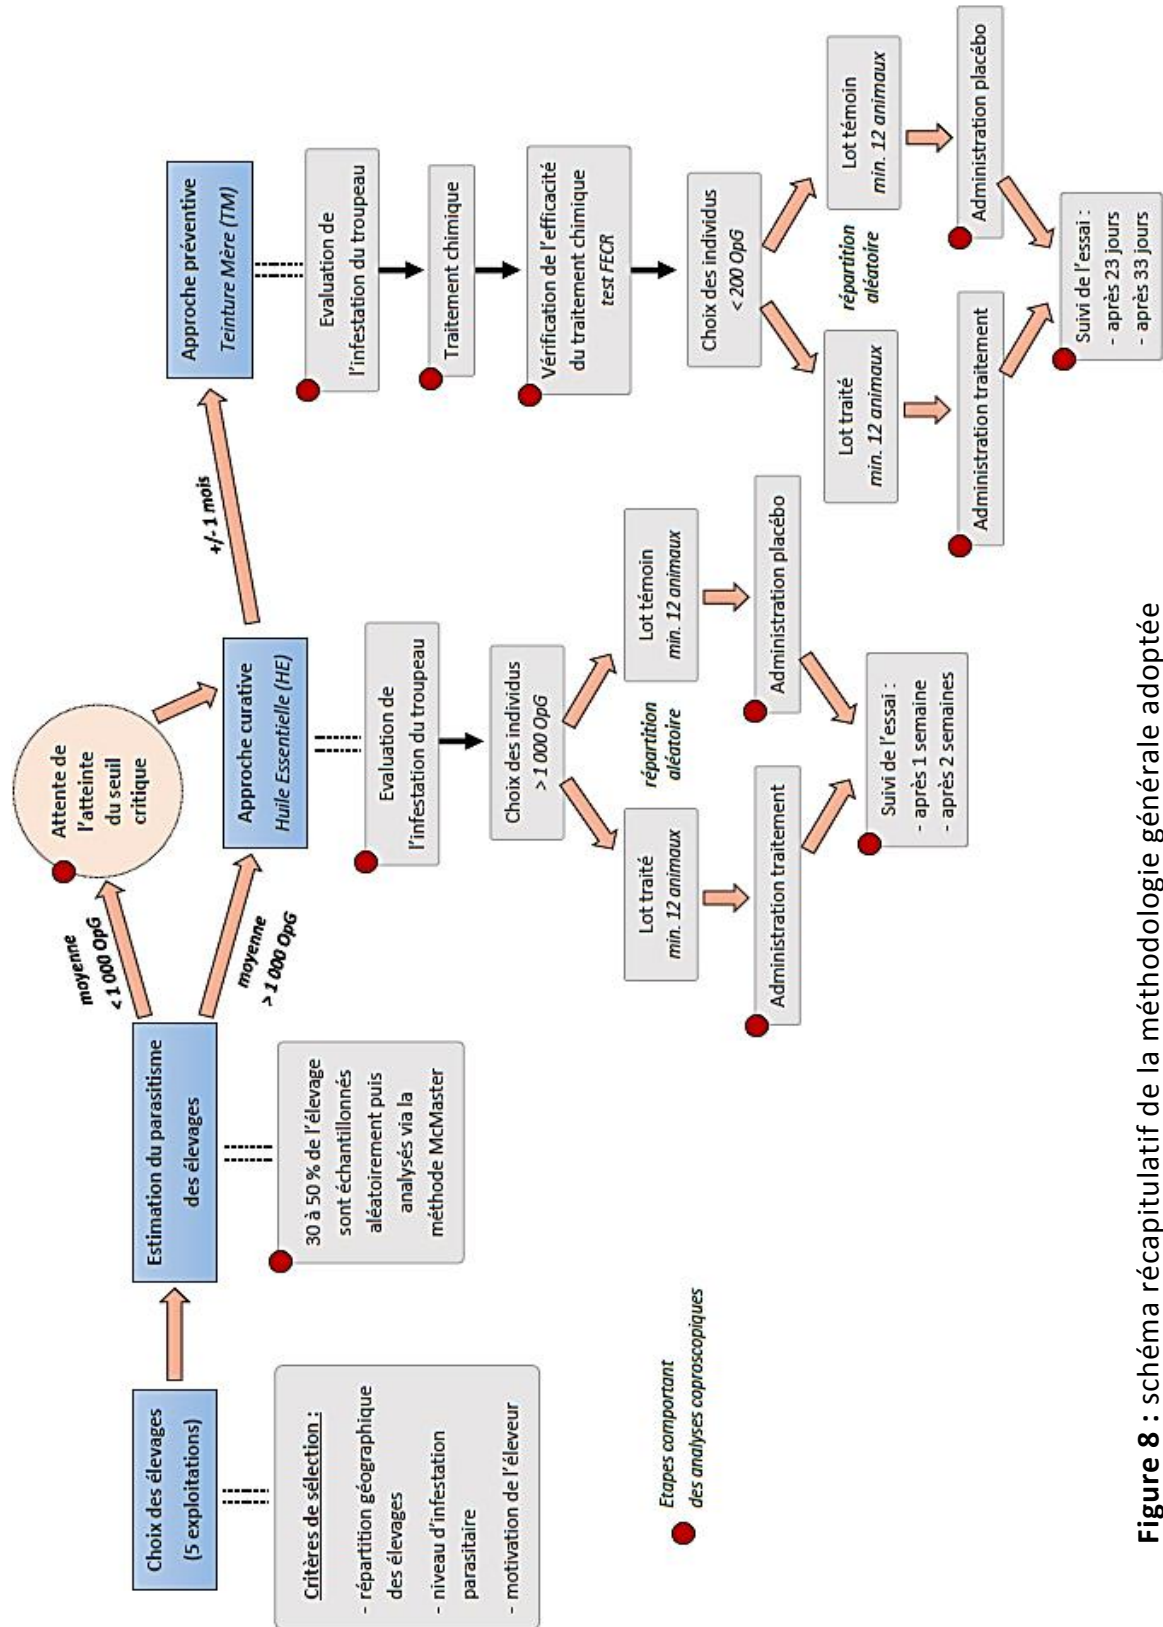 Choix des élevages
(5 exploitations)
Critères de sélection :
- répartition géographique
des élevages
- niveau d'infestation
parasitaire
- motivation de l'éleveur
Estimation du parasitisme
des élevages
30 à 50 % de l'élevage
sont échantillonnés
aléatoirement puis
analysés via la
méthode McMaster
moyenne
< 1 000 OpG
moyenne
> 1 000 OpG
Attente de
l'atteinte
du seuil
critique
Approche curative
Huile Essentielle (HE)
Evaluation de
l'infestation du troupeau
Choix des individus
> 1 000 OpG
répartition
aléatoire
Lot traité
min. 12 animaux
Lot témoin
min. 12 animaux
Administration traitement
Administration placébo
Suivi de l'essai :
- après 1 semaine
- après 2 semaines
+/- 1 mois
Approche préventive
Teinture Mère (TM)
Evaluation de
l'infestation du troupeau
Traitement chimique
Vérification de l'efficacité
du traitement chimique
test FECR
Choix des individus
< 200 OpG
répartition
aléatoire
Lot traité
min. 12 animaux
Lot témoin
min. 12 animaux
Administration traitement
Administration placébo
Suivi de l'essai :
- après 23 jours
- après 33 jours
Etapes comportant
des analyses coproscopiques
Figure 8 : schéma récapitulatif de la méthodologie générale adoptée